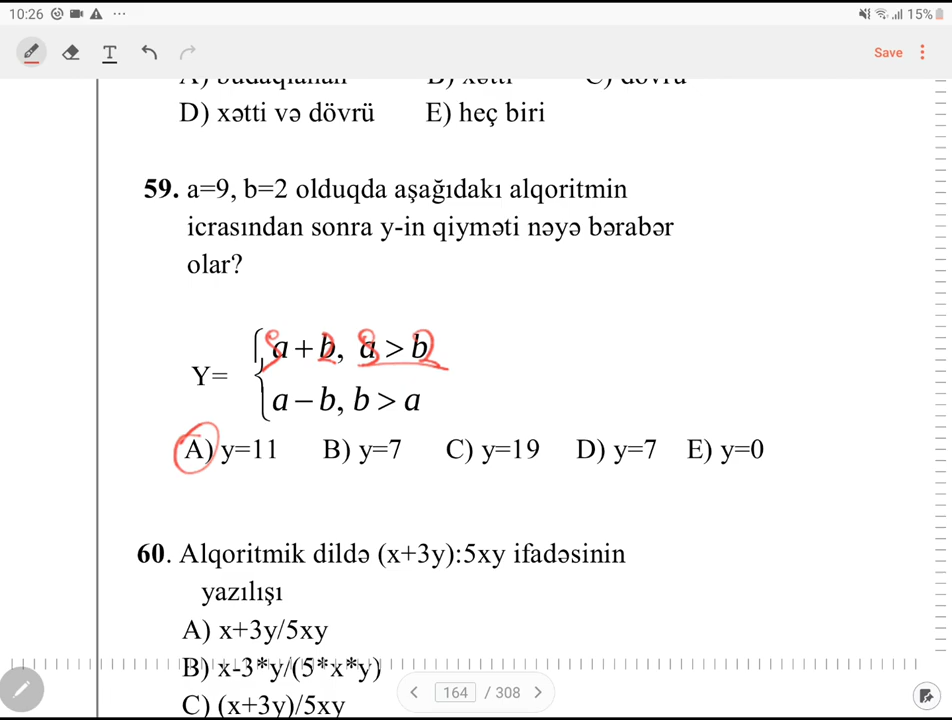 10:26 ... 15%
T Save
D) xətti və dövrü E) heç biri
59. a=9, b=2 olduqda aşağıdakı alqoritmin
icrasından sonra y-in qiyməti nəyə bərabər
olar?
a + b, a > b
Y=
a − b, b > a
A) y=11 B) y=7 C) y=19 D) y=7 E) y=0
60. Alqoritmik dildə (x+3y):5xy ifadəsinin
yazılışı
A) x+3y/5xy
B) x-3*y/(5*x*y)
C) (x+3y)/5xy
164 / 308